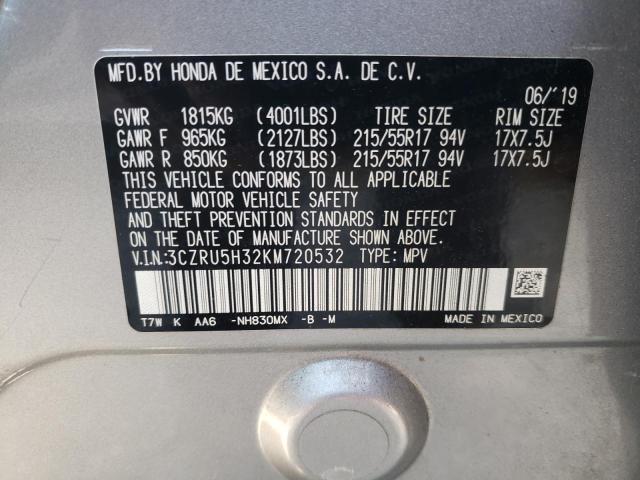 MFD.BY HONDA DE MEXICO S.A. DE C.V.
06/'19
GVWR 1815KG (4001LBS) TIRE SIZE RIM SIZE
GAWR F 965KG (2127LBS) 215/55R17 94V 17X7.5J
GAWR R 850KG (1873LBS) 215/55R17 94V 17X7.5J
THIS VEHICLE CONFORMS TO ALL APPLICABLE
FEDERAL MOTOR VEHICLE SAFETY
AND THEFT PREVENTION STANDARDS IN EFFECT
ON THE DATE OF MANUFACTURE SHOWN ABOVE.
V.I.N:3CZRU5H32KM720532 TYPE: MPV
T7W K AA6 -NH830MX -B -M MADE IN MEXICO